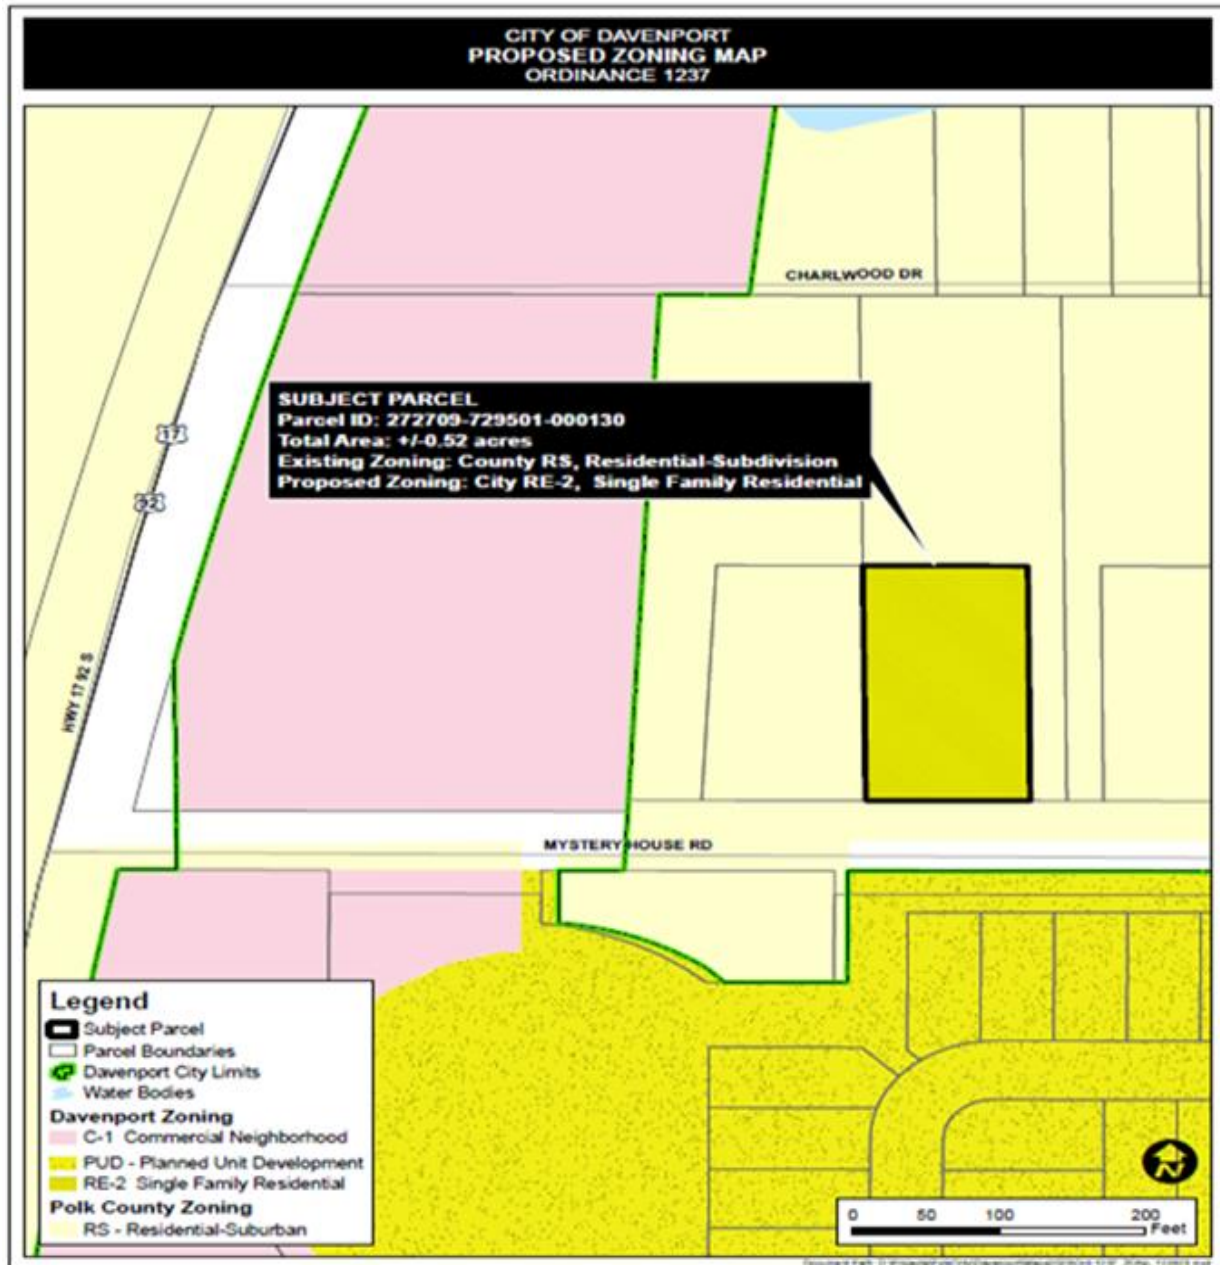 CITY OF DAVENPORT
PROPOSED ZONING MAP
ORDINANCE 1237
CHARLWOOD DR
SUBJECT PARCEL
Parcel ID: 272709-729501-000130
Total Area: +/-0.52 acres
Existing Zoning: County RS, Residential-Subdivision
Proposed Zoning: City RE-2, Single Family Residential
17
92
HWY 17 92 S
MYSTERY HOUSE RD
Legend
Subject Parcel
Parcel Boundaries
Davenport City Limits
Water Bodies
Davenport Zoning
C-1 Commercial Neighborhood
PUD - Planned Unit Development
RE-2 Single Family Residential
Polk County Zoning
RS - Residential-Suburban
N
0 50 100 200
Feet
Document Path: